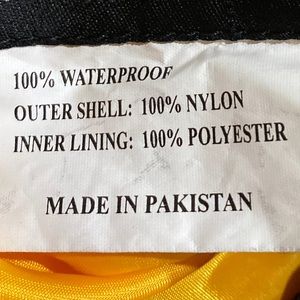 100% WATERPROOF
OUTER SHELL: 100% NYLON
INNER LINING: 100% POLYESTER
MADE IN PAKISTAN